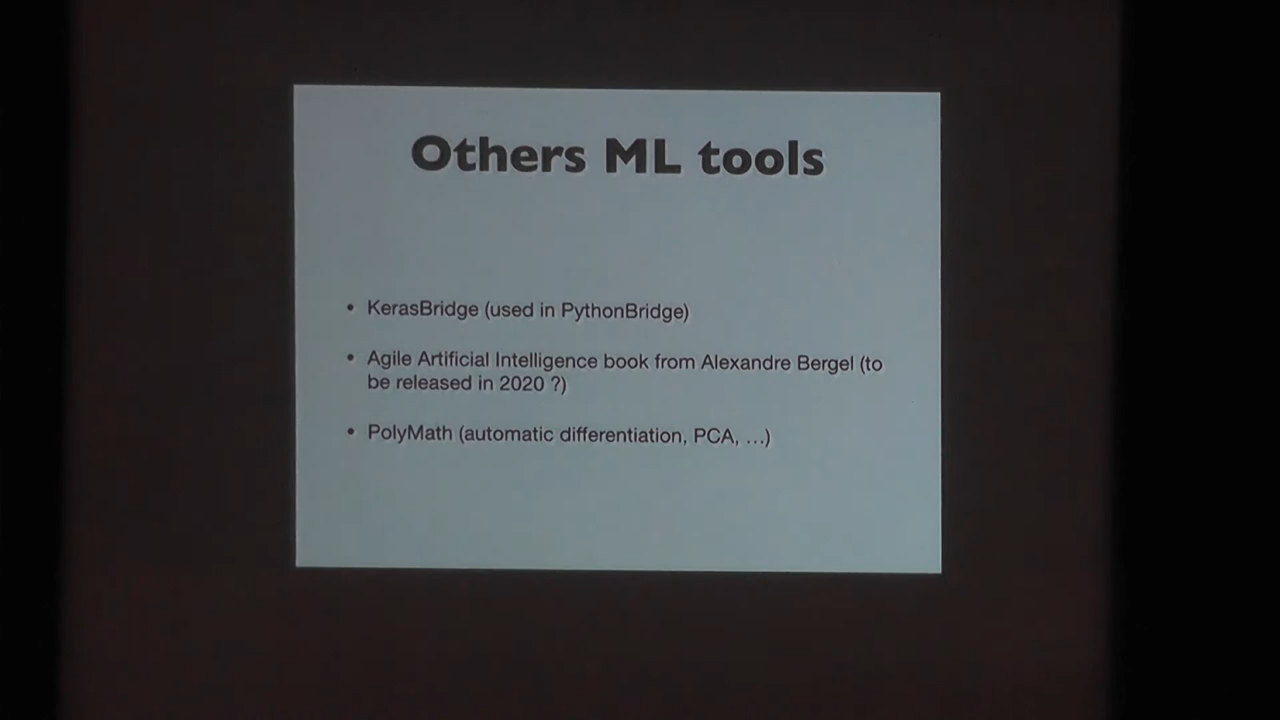 Others ML tools
• KerasBridge (used in PythonBridge)
• Agile Artificial Intelligence book from Alexandre Bergel (to
be released in 2020 ?)
• PolyMath (automatic differentiation, PCA, ...)